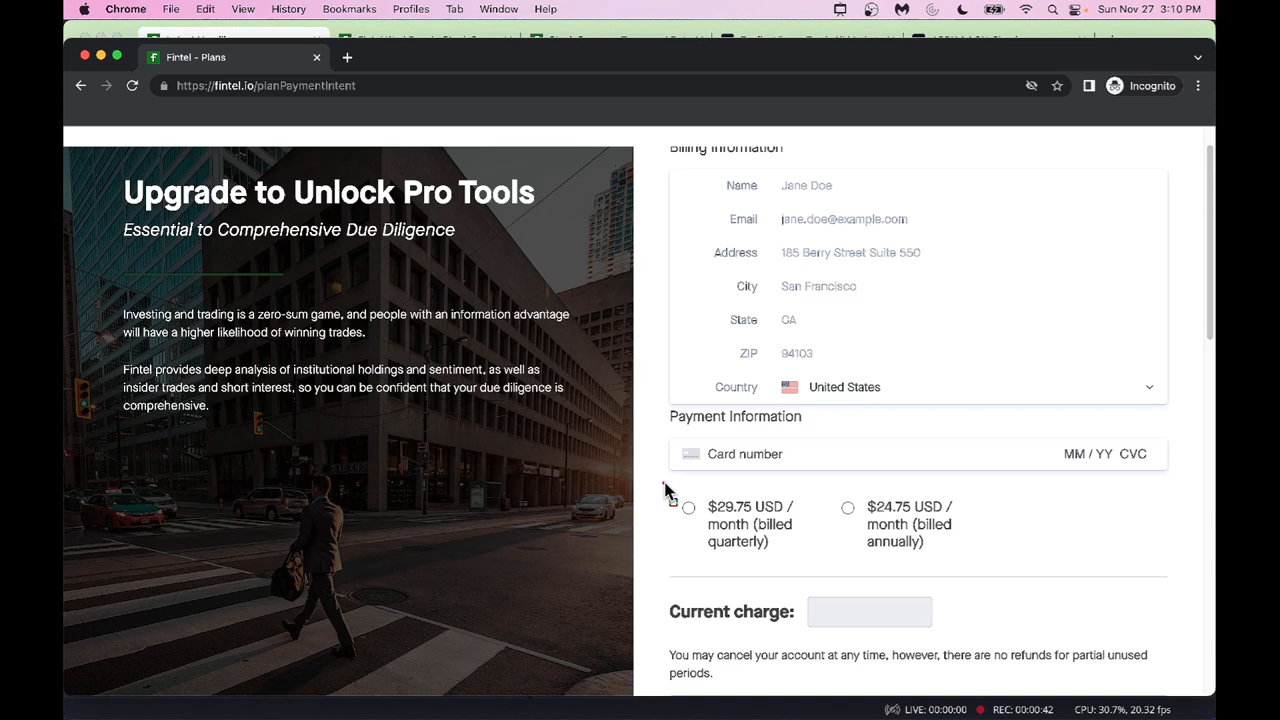 Chrome File Edit View History Bookmarks Profiles Tab Window Help Sun Nov 27 3:10 PM
Fintel - Plans
https://fintel.io/planPaymentIntent Incognito
Billing Information
Upgrade to Unlock Pro Tools
Essential to Comprehensive Due Diligence
Investing and trading is a zero-sum game, and people with an information advantage
will have a higher likelihood of winning trades.
Fintel provides deep analysis of institutional holdings and sentiment, as well as
insider trades and short interest, so you can be confident that your due diligence is
comprehensive.
Name Jane Doe
Email jane.doe@example.com
Address 185 Berry Street Suite 550
City San Francisco
State CA
ZIP 94103
Country United States
Payment Information
Card number MM / YY CVC
$29.75 USD /
month (billed
quarterly)
$24.75 USD /
month (billed
annually)
Current charge:
You may cancel your account at any time, however, there are no refunds for partial unused
periods.
LIVE: 00:00:00 REC: 00:00:42 CPU: 30.7%, 20.32 fps